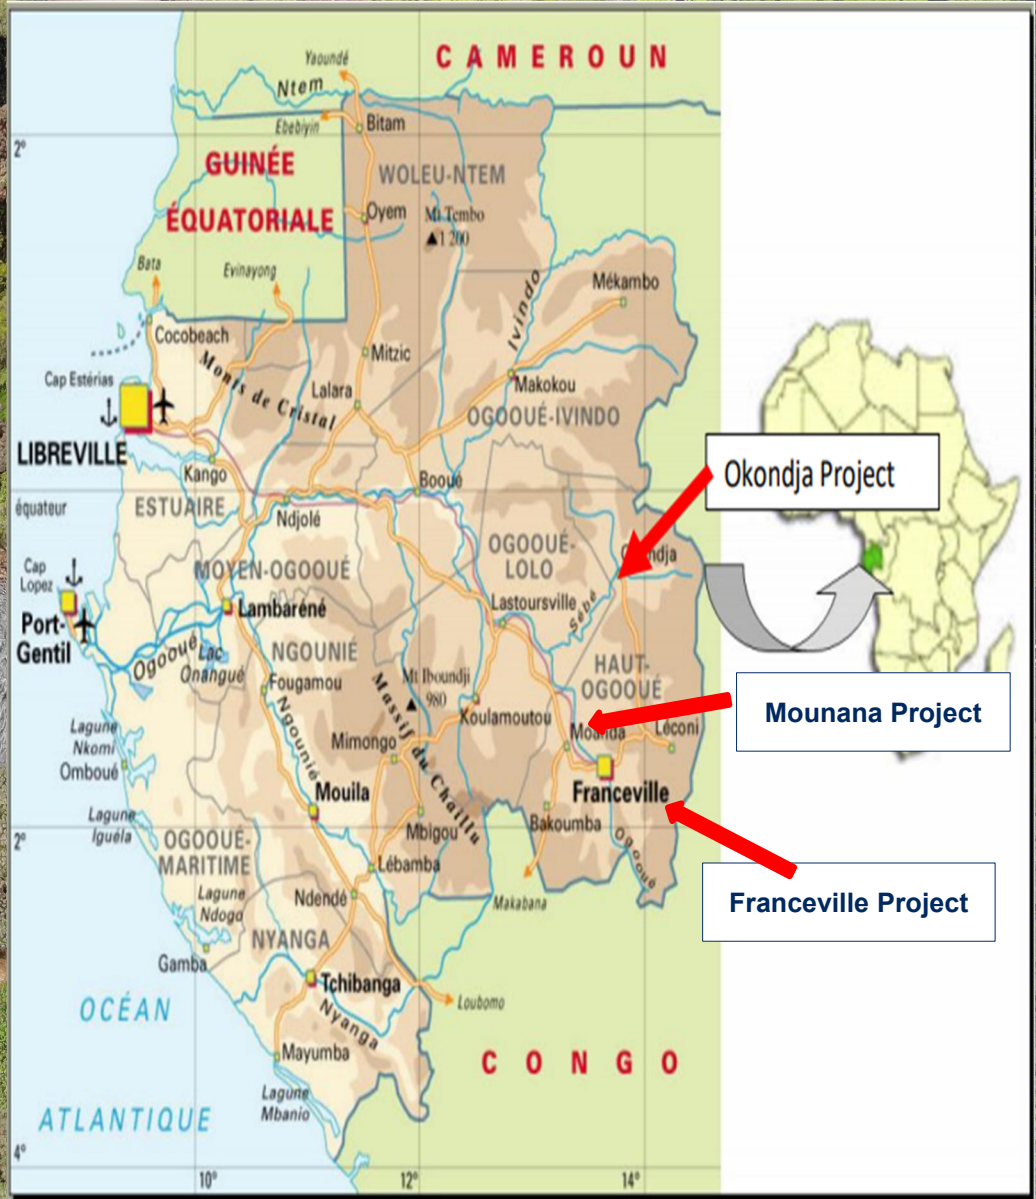 CAMEROUN
Yaoundé
Ntem
Ebebiyin
Bitam
2°
GUINÉE
ÉQUATORIALE
WOLEU-NTEM
Oyem
Mt Tembo
▲1 200
Bata
Evinayong
Ivindo
Mékambo
Cocobeach
Mitzic
Cap Estérias
Monts de Cristal
Lalara
Makokou
OGOOUÉ-IVINDO
LIBREVILLE
Kango
Booué
Okondja Project
équateur
ESTUAIRE
Ndjolé
OGOOUÉ-
LOLO
ndja
Cap
Lopez
MOYEN-OGOOUÉ
Lastoursville
Sébé
Port-
Gentil
Lambaréné
Ogooué
Lac
Onangué
NGOUNIÉ
HAUT-
OGOOUÉ
Fougamou
Mt Iboundji
980
Koulamoutou
Mounana Project
Lagune
Nkomi
Omboué
Ngounié
Massif du Chaillu
Mimongo
Moanda
Léconi
Mouila
Franceville
Lagune
Iguéla
Mbigou
Bakoumba
Ogooué
2°
OGOOUÉ-
MARITIME
Lébamba
Lagune
Ndogo
Ndendé
Makabana
Franceville Project
NYANGA
Gamba
Tchibanga
Loubomo
OCÉAN
Nyanga
Mayumba
CONGO
Lagune
Mbanio
ATLANTIQUE
4°
10°
12°
14°